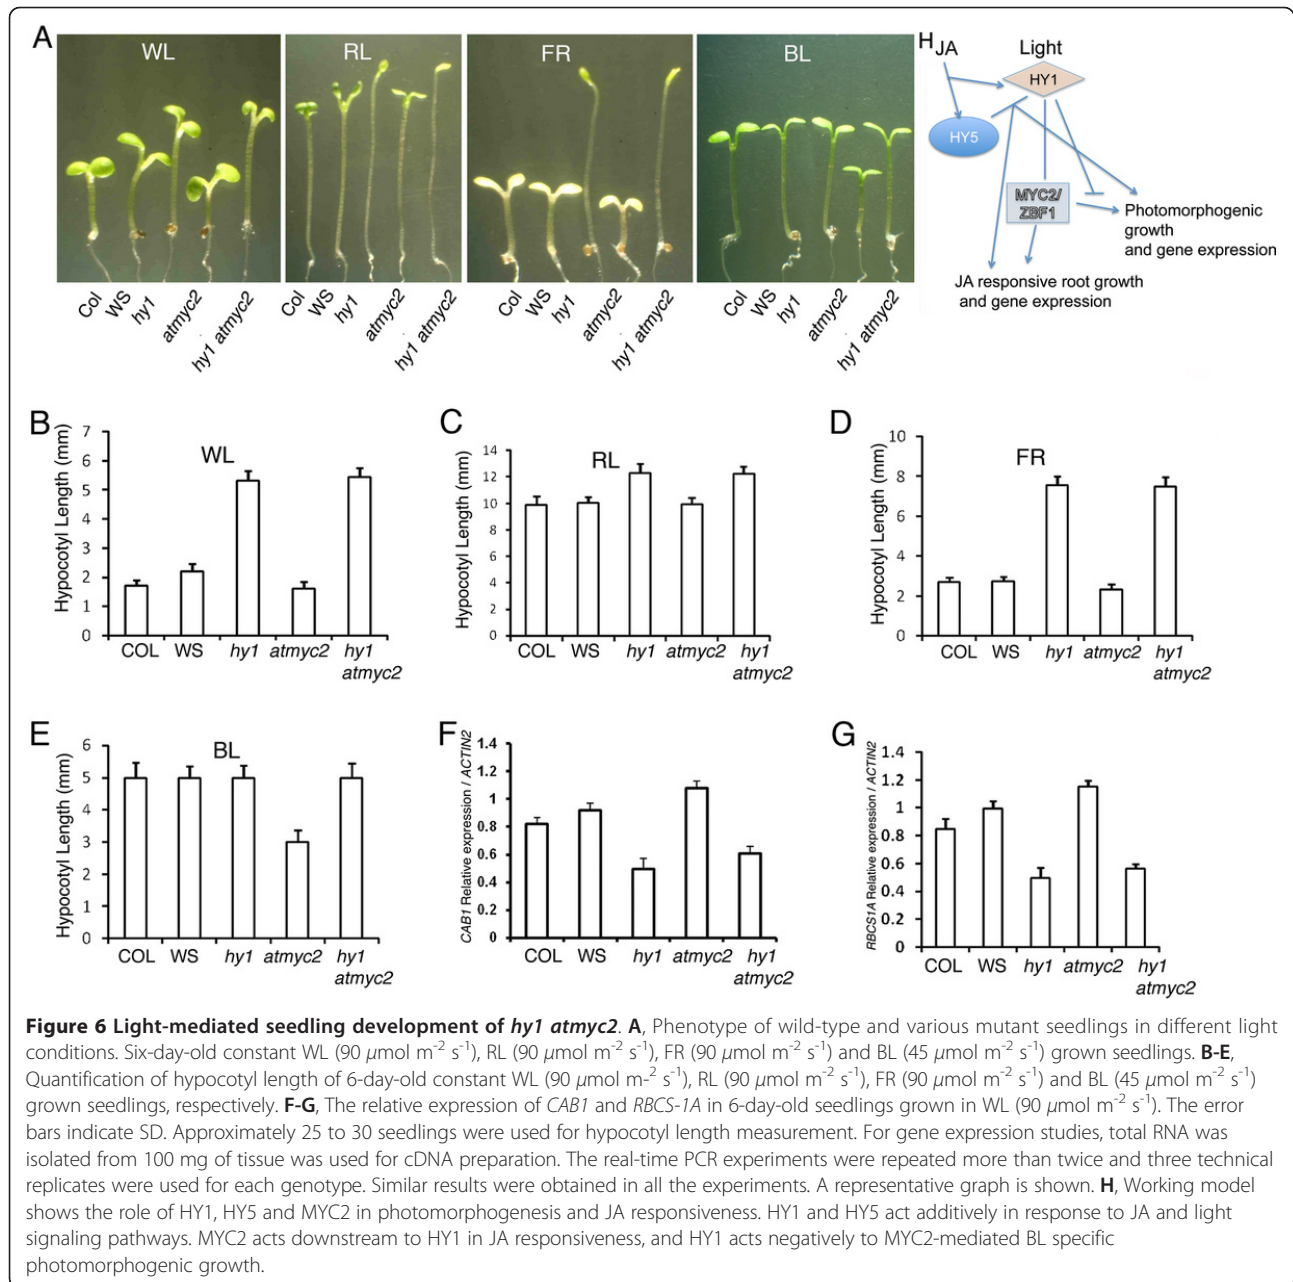 A
WL
RL
FR
BL
Col
WS
hy1
atmyc2
hy1 atmyc2
Col
WS
hy1
atmyc2
hy1 atmyc2
Col
WS
hy1
atmyc2
hy1 atmyc2
Col
WS
hy1
atmyc2
hy1 atmyc2
H
JA
Light
HY1
HY5
MYC2/
ZBF1
Photomorphogenic
growth
and gene expression
JA responsive root growth
and gene expression
B
Hypocotyl Length (mm)
7
6
5
4
3
2
1
0
WL
COL WS hy1 atmyc2 hy1
atmyc2
C
Hypocotyl Length (mm)
14
12
10
8
6
4
2
0
RL
COL WS hy1 atmyc2 hy1
atmyc2
D
Hypocotyl Length (mm)
10
8
6
4
2
0
FR
COL WS hy1 atmyc2 hy1
atmyc2
E
Hypocotyl Length (mm)
6
5
4
3
2
1
0
BL
COL WS hy1 atmyc2 hy1
atmyc2
F
CAB1 Relative expression / ACTIN2
1.4
1.2
1
0.8
0.6
0.4
0.2
0
COL WS hy1 atmyc2 hy1
atmyc2
G
RBCS1A Relative expression / ACTIN2
1.4
1.2
1
0.8
0.6
0.4
0.2
0
COL WS hy1 atmyc2 hy1
atmyc2
Figure 6 Light-mediated seedling development of hy1 atmyc2. A, Phenotype of wild-type and various mutant seedlings in different light
conditions. Six-day-old constant WL (90 μmol m-2 s-1), RL (90 μmol m-2 s-1), FR (90 μmol m-2 s-1) and BL (45 μmol m-2 s-1) grown seedlings. B-E,
Quantification of hypocotyl length of 6-day-old constant WL (90 μmol m-2 s-1), RL (90 μmol m-2 s-1), FR (90 μmol m-2 s-1) and BL (45 μmol m-2 s-1)
grown seedlings, respectively. F-G, The relative expression of CAB1 and RBCS-1A in 6-day-old seedlings grown in WL (90 μmol m-2 s-1). The error
bars indicate SD. Approximately 25 to 30 seedlings were used for hypocotyl length measurement. For gene expression studies, total RNA was
isolated from 100 mg of tissue was used for cDNA preparation. The real-time PCR experiments were repeated more than twice and three technical
replicates were used for each genotype. Similar results were obtained in all the experiments. A representative graph is shown. H, Working model
shows the role of HY1, HY5 and MYC2 in photomorphogenesis and JA responsiveness. HY1 and HY5 act additively in response to JA and light
signaling pathways. MYC2 acts downstream to HY1 in JA responsiveness, and HY1 acts negatively to MYC2-mediated BL specific
photomorphogenic growth.